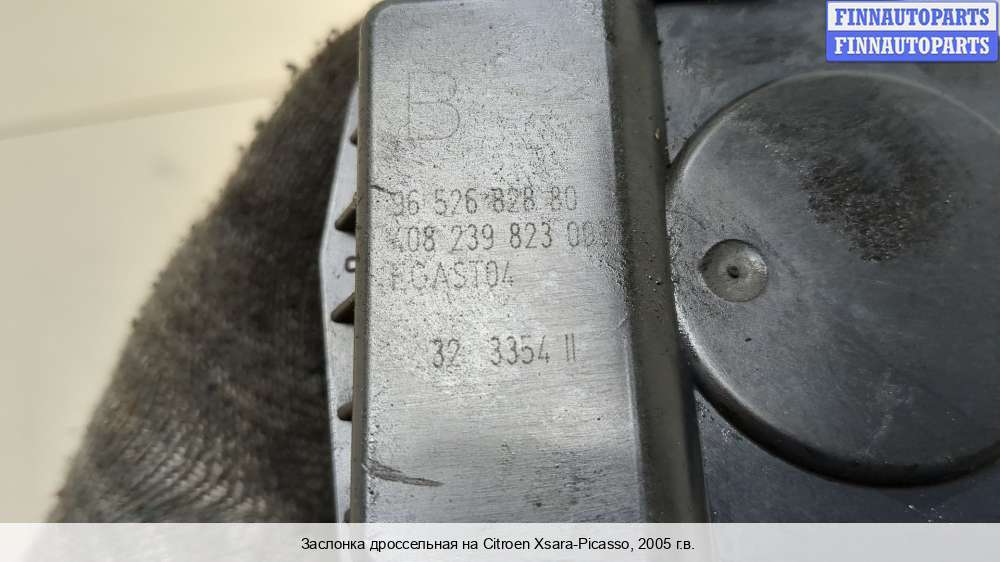 FINNAUTOPARTS
FINNAUTOPARTS
B
96 526 828 80
408 239 823 00
F.GAST04
32 3354 II
Заслонка дроссельная на Citroen Xsara-Picasso, 2005 г.в.